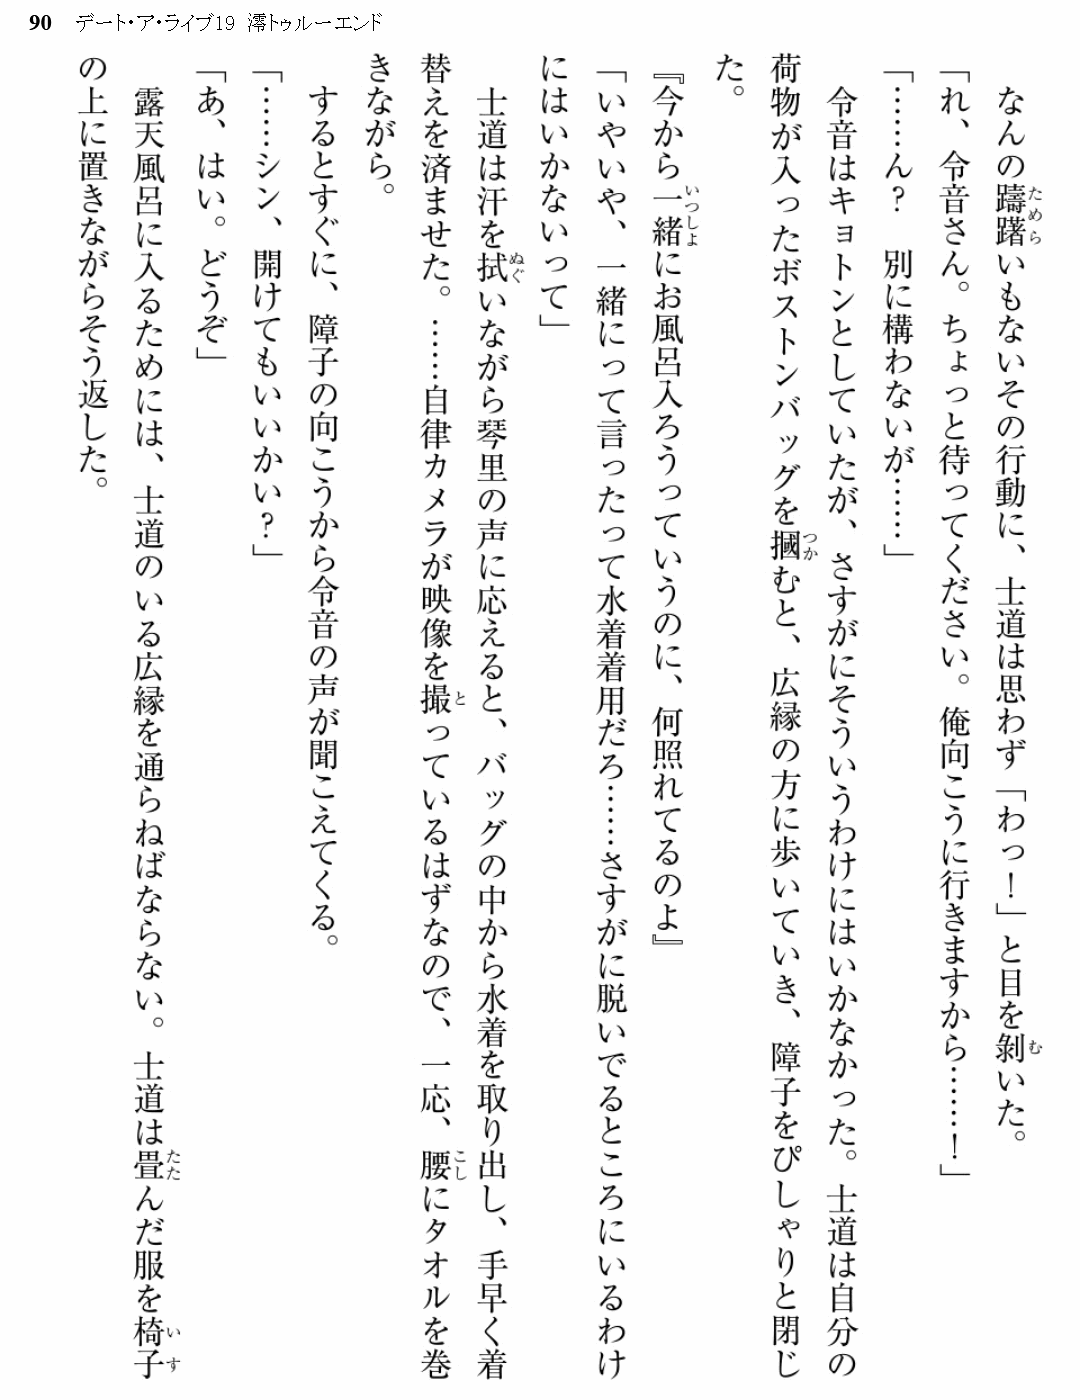 90 デート・ア・ライブ19 澪トゥルーエンド
なんの躊躇いもないその行動に、士道は思わず「わっ!」と目を剝いた。
「れ、令音さん。ちょっと待ってください。俺向こうに行きますから……!」
「……ん? 別に構わないが……」
令音はキョトンとしていたが、さすがにそういうわけにはいかなかった。士道は自分の
荷物が入ったボストンバッグを摑むと、広縁の方に歩いていき、障子をぴしゃりと閉じ
た。
『今から一緒にお風呂入ろうっていうのに、何照れてるのよ』
「いやいや、一緒にって言ったって水着着用だろ……さすがに脱いでるところにいるわけ
にはいかないって」
士道は汗を拭いながら琴里の声に応えると、バッグの中から水着を取り出し、手早く着
替えを済ませた。……自律カメラが映像を撮っているはずなので、一応、腰にタオルを巻
きながら。
するとすぐに、障子の向こうから令音の声が聞こえてくる。
「……シン、開けてもいいかい?」
「あ、はい。どうぞ」
露天風呂に入るためには、士道のいる広縁を通らねばならない。士道は畳んだ服を椅子
の上に置きながらそう返した。